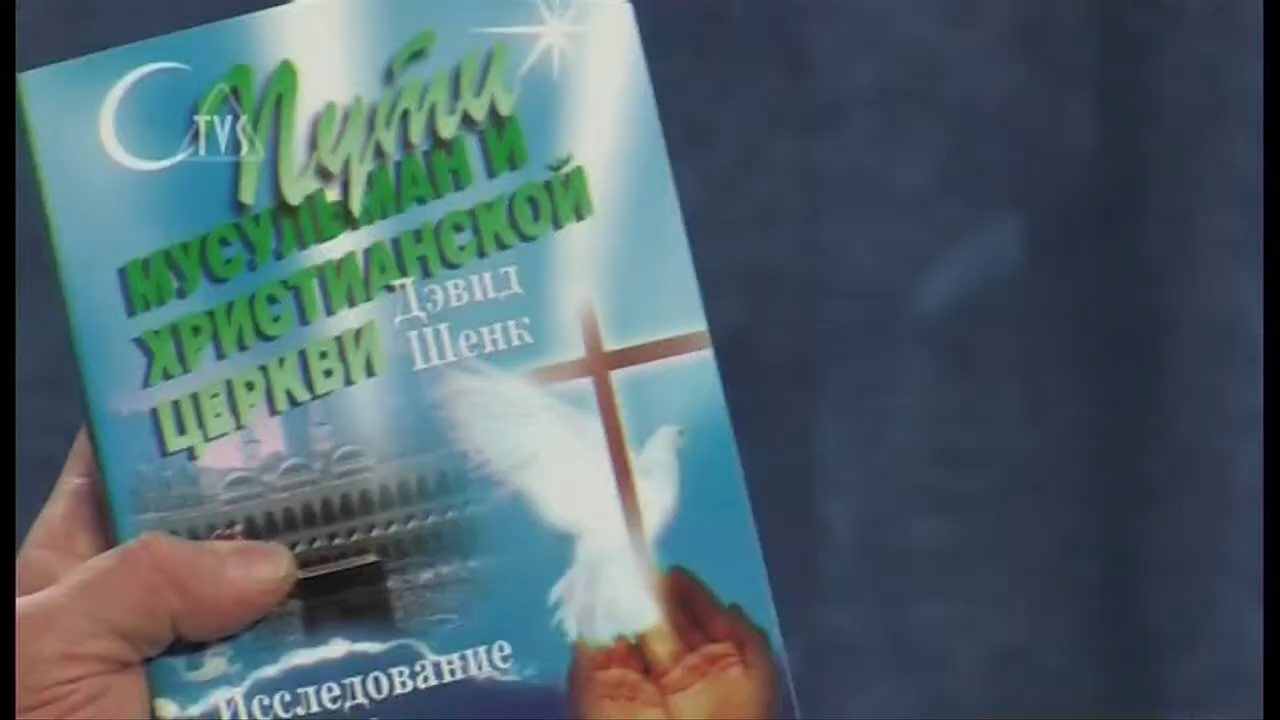 TVS
Пути
МУСУЛЬМАН И
ХРИСТИАНСКОЙ
ЦЕРКВИ
Дэвид
Шенк
Исследование